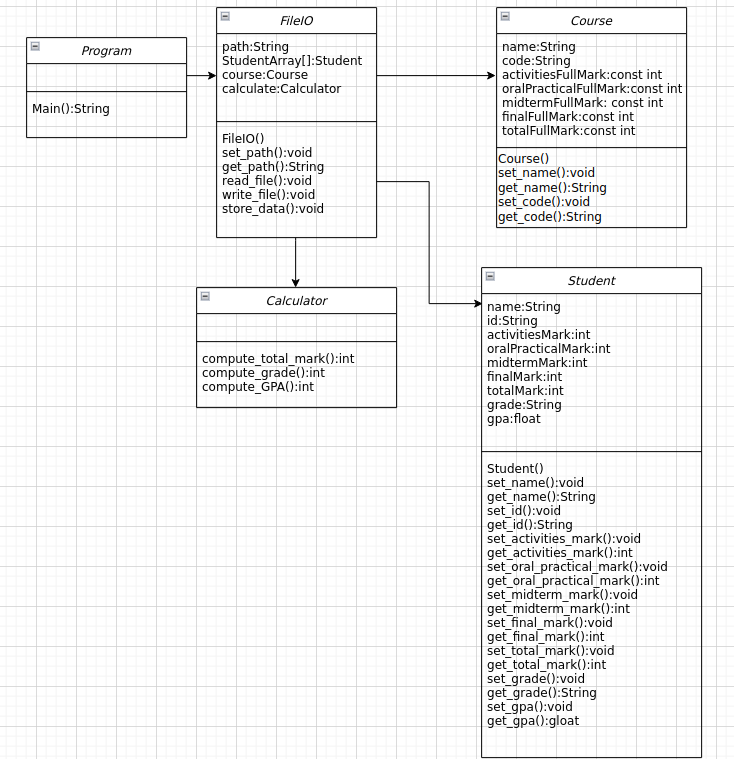 Program
Main():String
FileIO
path:String
StudentArray[]:Student
course:Course
calculate:Calculator
FileIO()
set_path():void
get_path():String
read_file():void
write_file():void
store_data():void
Course
name:String
code:String
activitiesFullMark:const int
oralPracticalFullMark:const int
midtermFullMark: const int
finalFullMark:const int
totalFullMark:const int
Course()
set_name():void
get_name():String
set_code():void
get_code():String
Calculator
compute_total_mark():int
compute_grade():int
compute_GPA():int
Student
name:String
id:String
activitiesMark:int
oralPracticalMark:int
midtermMark:int
finalMark:int
totalMark:int
grade:String
gpa:float
Student()
set_name():void
get_name():String
set_id():void
get_id():String
set_activities_mark():void
get_activities_mark():int
set_oral_practical_mark():void
get_oral_practical_mark():int
set_midterm_mark():void
get_midterm_mark():int
set_final_mark():void
get_final_mark():int
set_total_mark():void
get_total_mark():int
set_grade():void
get_grade():String
set_gpa():void
get_gpa():gloat